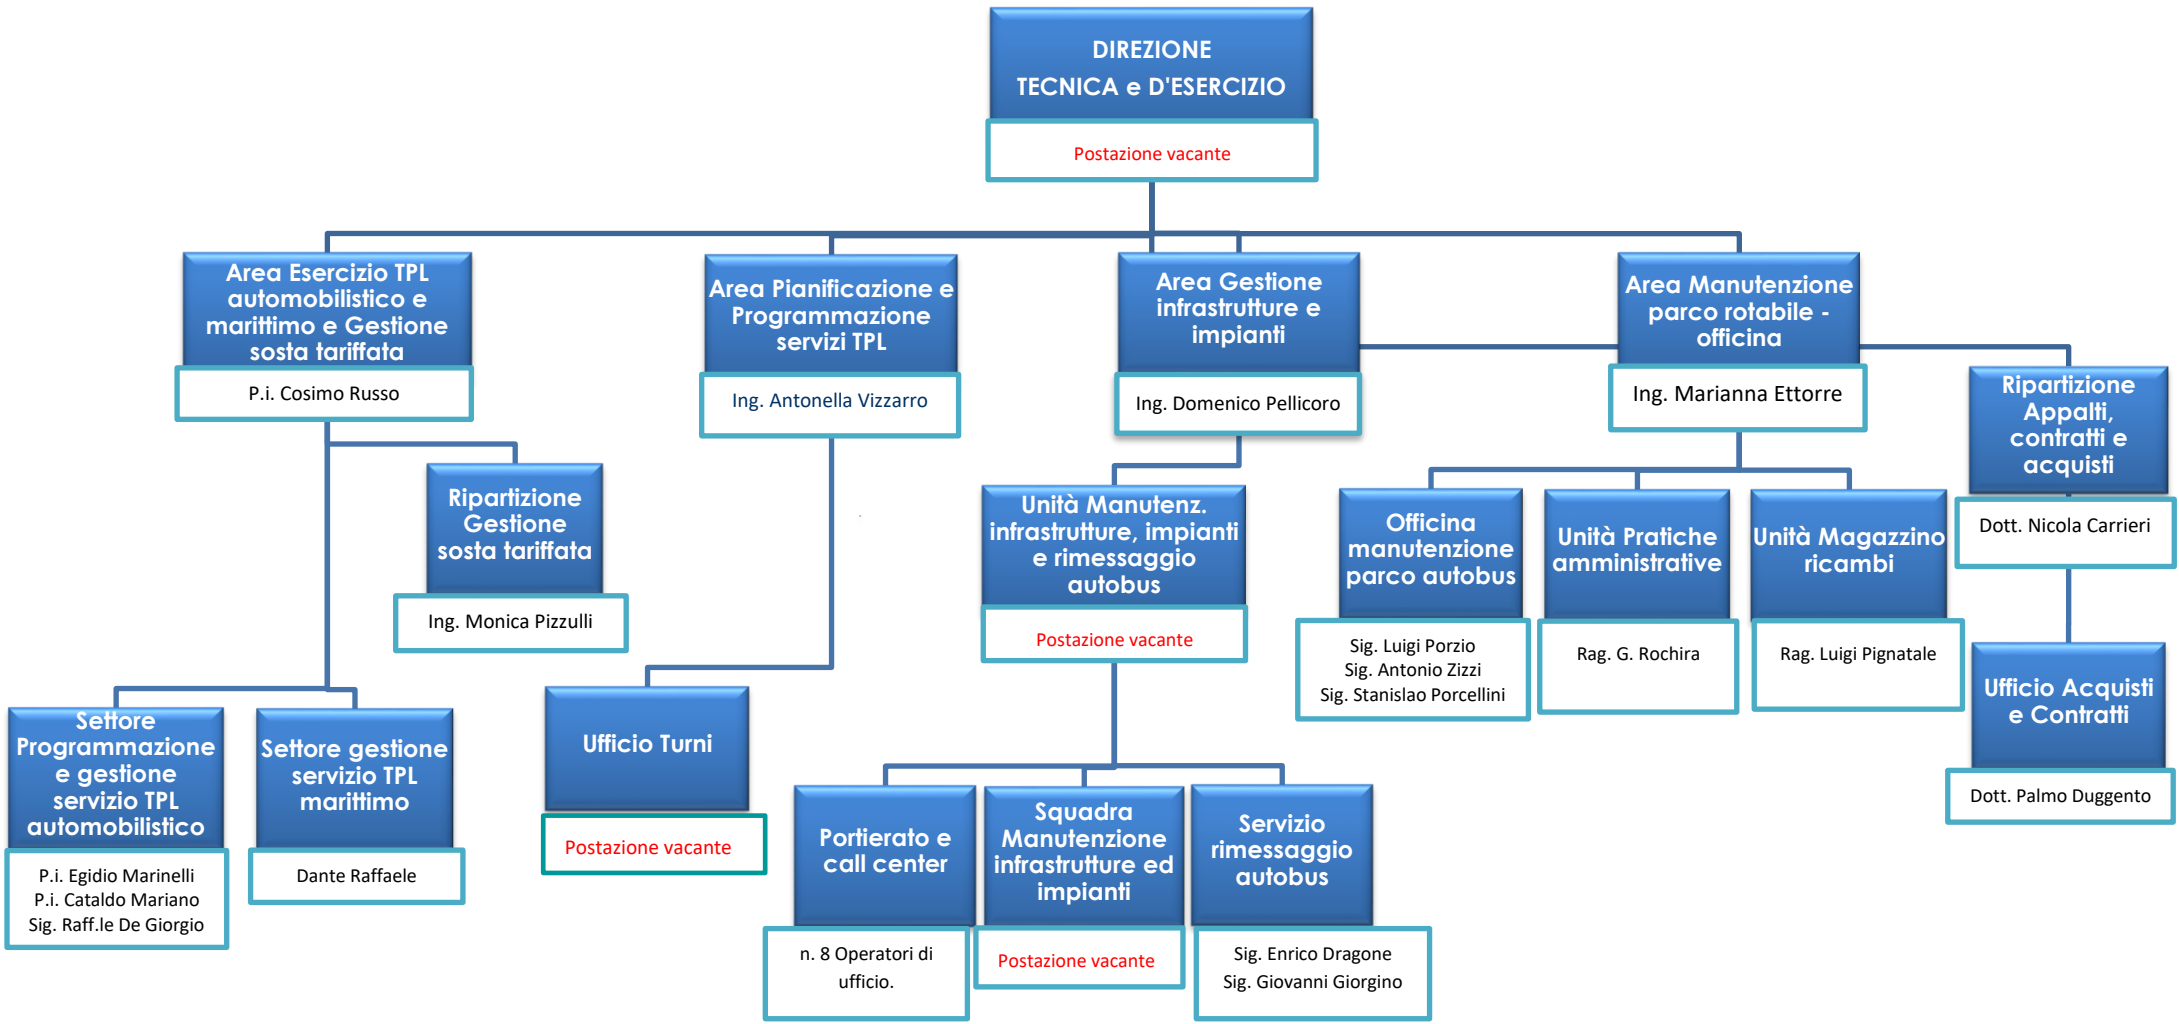 DIREZIONE
TECNICA e D'ESERCIZIO
Postazione vacante
Area Esercizio TPL
automobilistico e
marittimo e Gestione
sosta tariffata
P.i. Cosimo Russo
Area Pianificazione e
Programmazione
servizi TPL
Ing. Antonella Vizzarro
Area Gestione
infrastrutture e
impianti
Ing. Domenico Pellicoro
Area Manutenzione
parco rotabile -
officina
Ing. Marianna Ettorre
Ripartizione
Appalti,
contratti e
acquisti
Dott. Nicola Carrieri
Ripartizione
Gestione
sosta tariffata
Ing. Monica Pizzulli
Unità Manutenz.
infrastrutture, impianti
e rimessaggio
autobus
Postazione vacante
Officina
manutenzione
parco autobus
Sig. Luigi Porzio
Sig. Antonio Zizzi
Sig. Stanislao Porcellini
Unità Pratiche
amministrative
Rag. G. Rochira
Unità Magazzino
ricambi
Rag. Luigi Pignatale
Ufficio Acquisti
e Contratti
Dott. Palmo Duggento
Settore
Programmazione
e gestione
servizio TPL
automobilistico
P.i. Egidio Marinelli
P.i. Cataldo Mariano
Sig. Raff.le De Giorgio
Settore gestione
servizio TPL
marittimo
Dante Raffaele
Ufficio Turni
Postazione vacante
Portierato e
call center
n. 8 Operatori di
ufficio.
Squadra
Manutenzione
infrastrutture ed
impianti
Postazione vacante
Servizio
rimessaggio
autobus
Sig. Enrico Dragone
Sig. Giovanni Giorgino